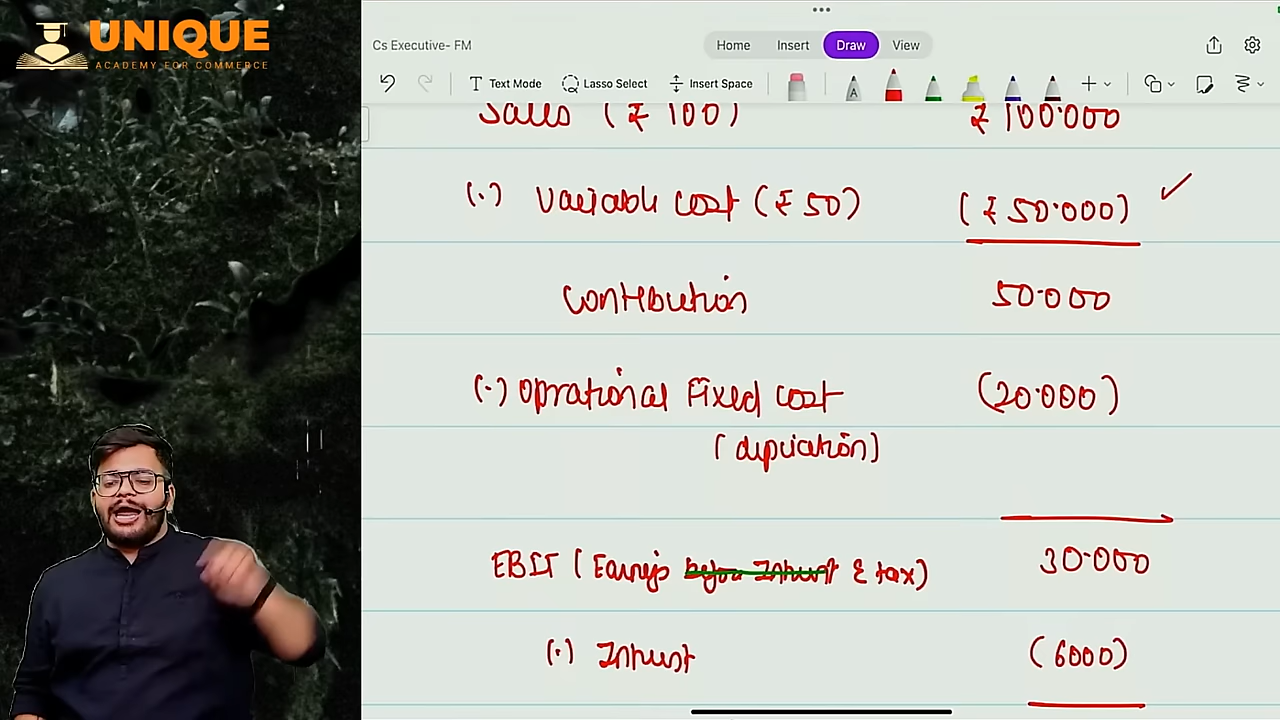 UNIQUE
ACADEMY FOR COMMERCE
Cs Executive- FM
Home Insert Draw View
Text Mode Lasso Select Insert Space
Sales (₹ 100) ₹ 100.000
(-) Variable cost (₹ 50) (₹ 50.000)
Contribution 50.000
(-) Oprational Fixed cost (20.000)
(depriation)
EBIT (Earnings before Interest & tax) 30.000
(-) Interest (6000)